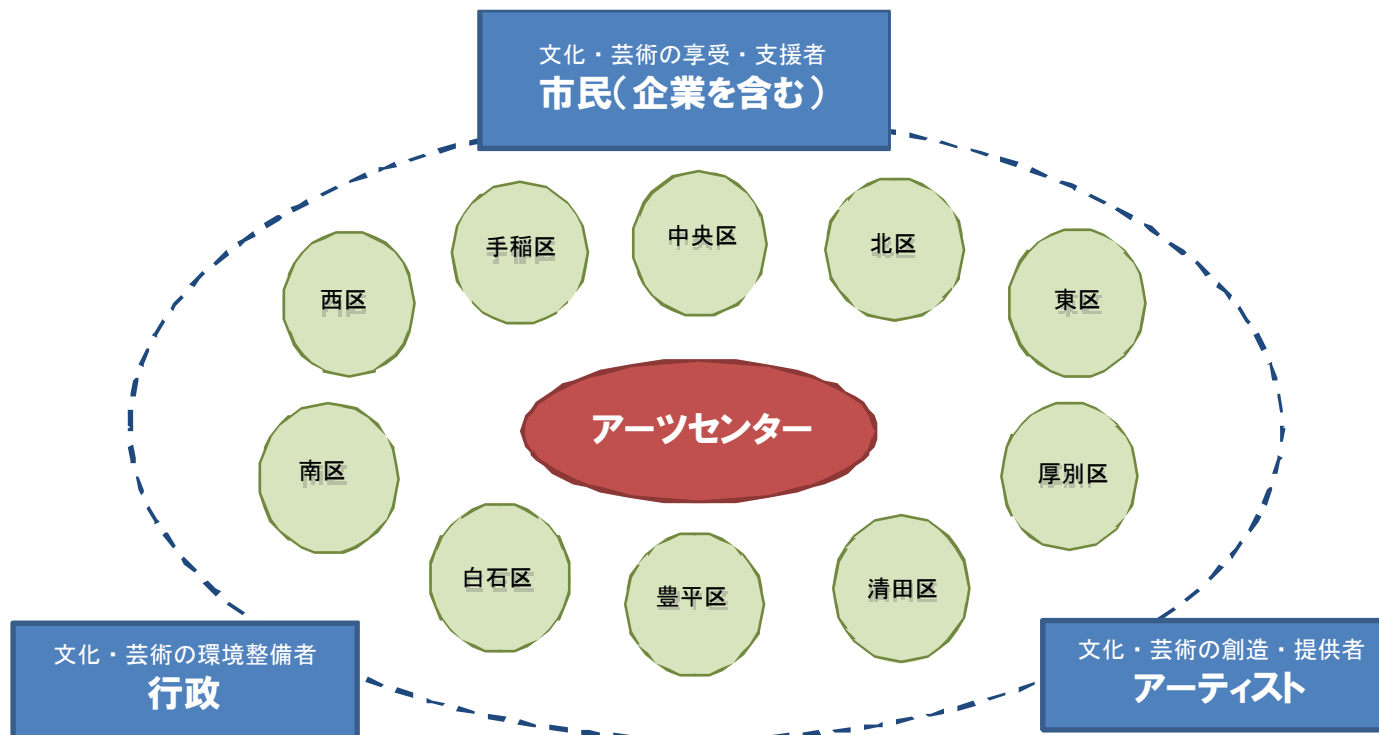 文化・芸術の享受・支援者
市民（企業を含む）
中央区
手稲区
北区
西区
東区
アーツセンター
南区
厚別区
白石区
豊平区
清田区
文化・芸術の環境整備者
行政
文化・芸術の創造・提供者
アーティスト